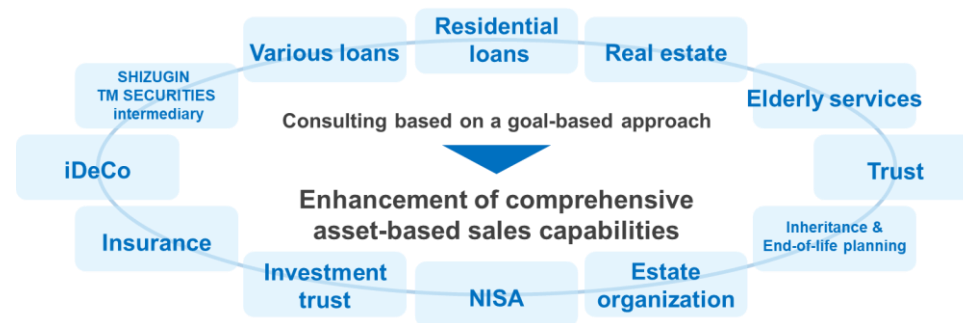 Residential
loans
Various loans
Real estate
SHIZUGIN
TM SECURITIES
intermediary
Elderly services
Consulting based on a goal-based approach
iDeCo
Trust
Enhancement of comprehensive
asset-based sales capabilities
Insurance
Inheritance &
End-of-life planning
Investment
trust
NISA
Estate
organization